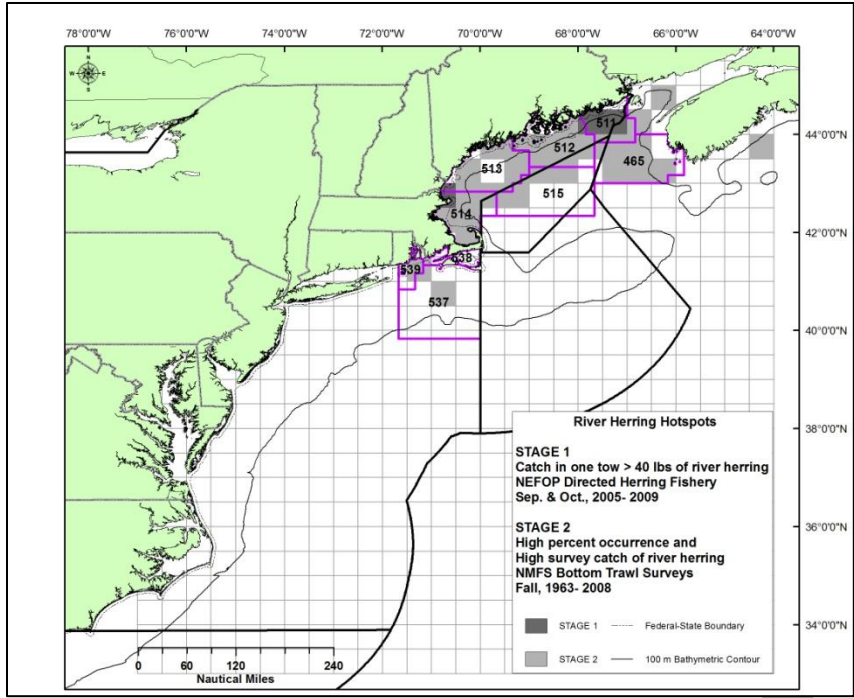 78°0'0"W 76°0'0"W 74°0'0"W 72°0'0"W 70°0'0"W 68°0'0"W 66°0'0"W 64°0'0"W
N
W E
S
44°0'0"N
42°0'0"N
40°0'0"N
38°0'0"N
36°0'0"N
34°0'0"N
511
512
513
465
515
514
538
539
537
River Herring Hotspots
STAGE 1
Catch in one tow > 40 lbs of river herring
NEFOP Directed Herring Fishery
Sep. & Oct., 2005- 2009
STAGE 2
High percent occurrence and
High survey catch of river herring
NMFS Bottom Trawl Surveys
Fall, 1963- 2008
STAGE 1 Federal-State Boundary
STAGE 2 100 m Bathymetric Contour
0 60 120 240
Nautical Miles